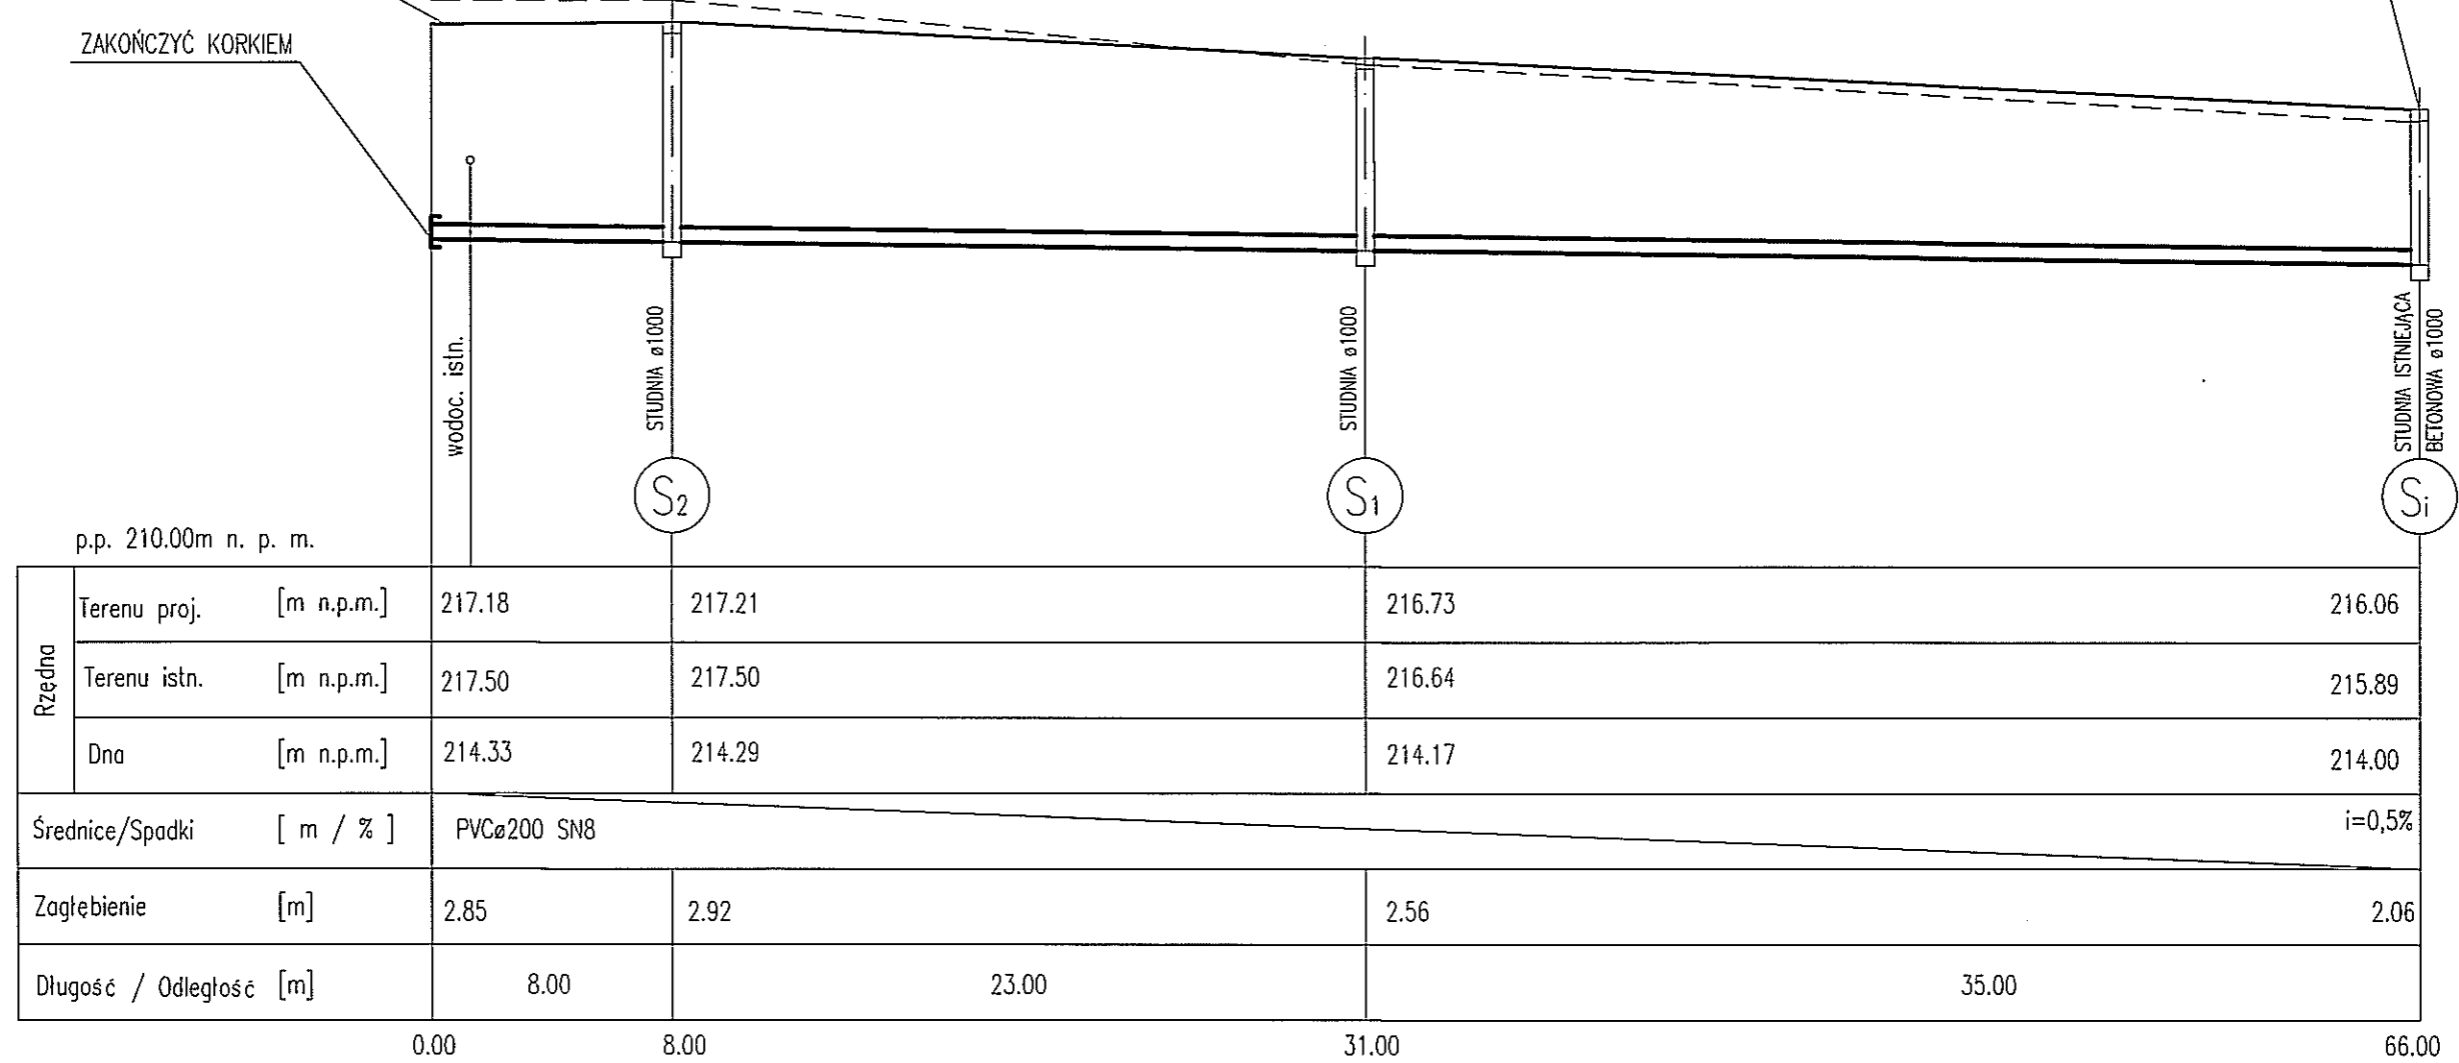 ZAKOŃCZYĆ KORKIEM
wodoc. istn.
STUDNIA ø1000
STUDNIA ø1000
STUDNIA ISTNIEJĄCA
BETONOWA ø1000
S2
S1
Si
p.p. 210.00m n. p. m.
Rzędna
Terenu proj. [m n.p.m.] 217.18 217.21 216.73 216.06
Terenu istn. [m n.p.m.] 217.50 217.50 216.64 215.89
Dna [m n.p.m.] 214.33 214.29 214.17 214.00
Średnice/Spadki [ m / % ] PVCø200 SN8 i=0,5%
Zagłębienie [m] 2.85 2.92 2.56 2.06
Długość / Odległość [m] 8.00 23.00 35.00
0.00 8.00 31.00 66.00